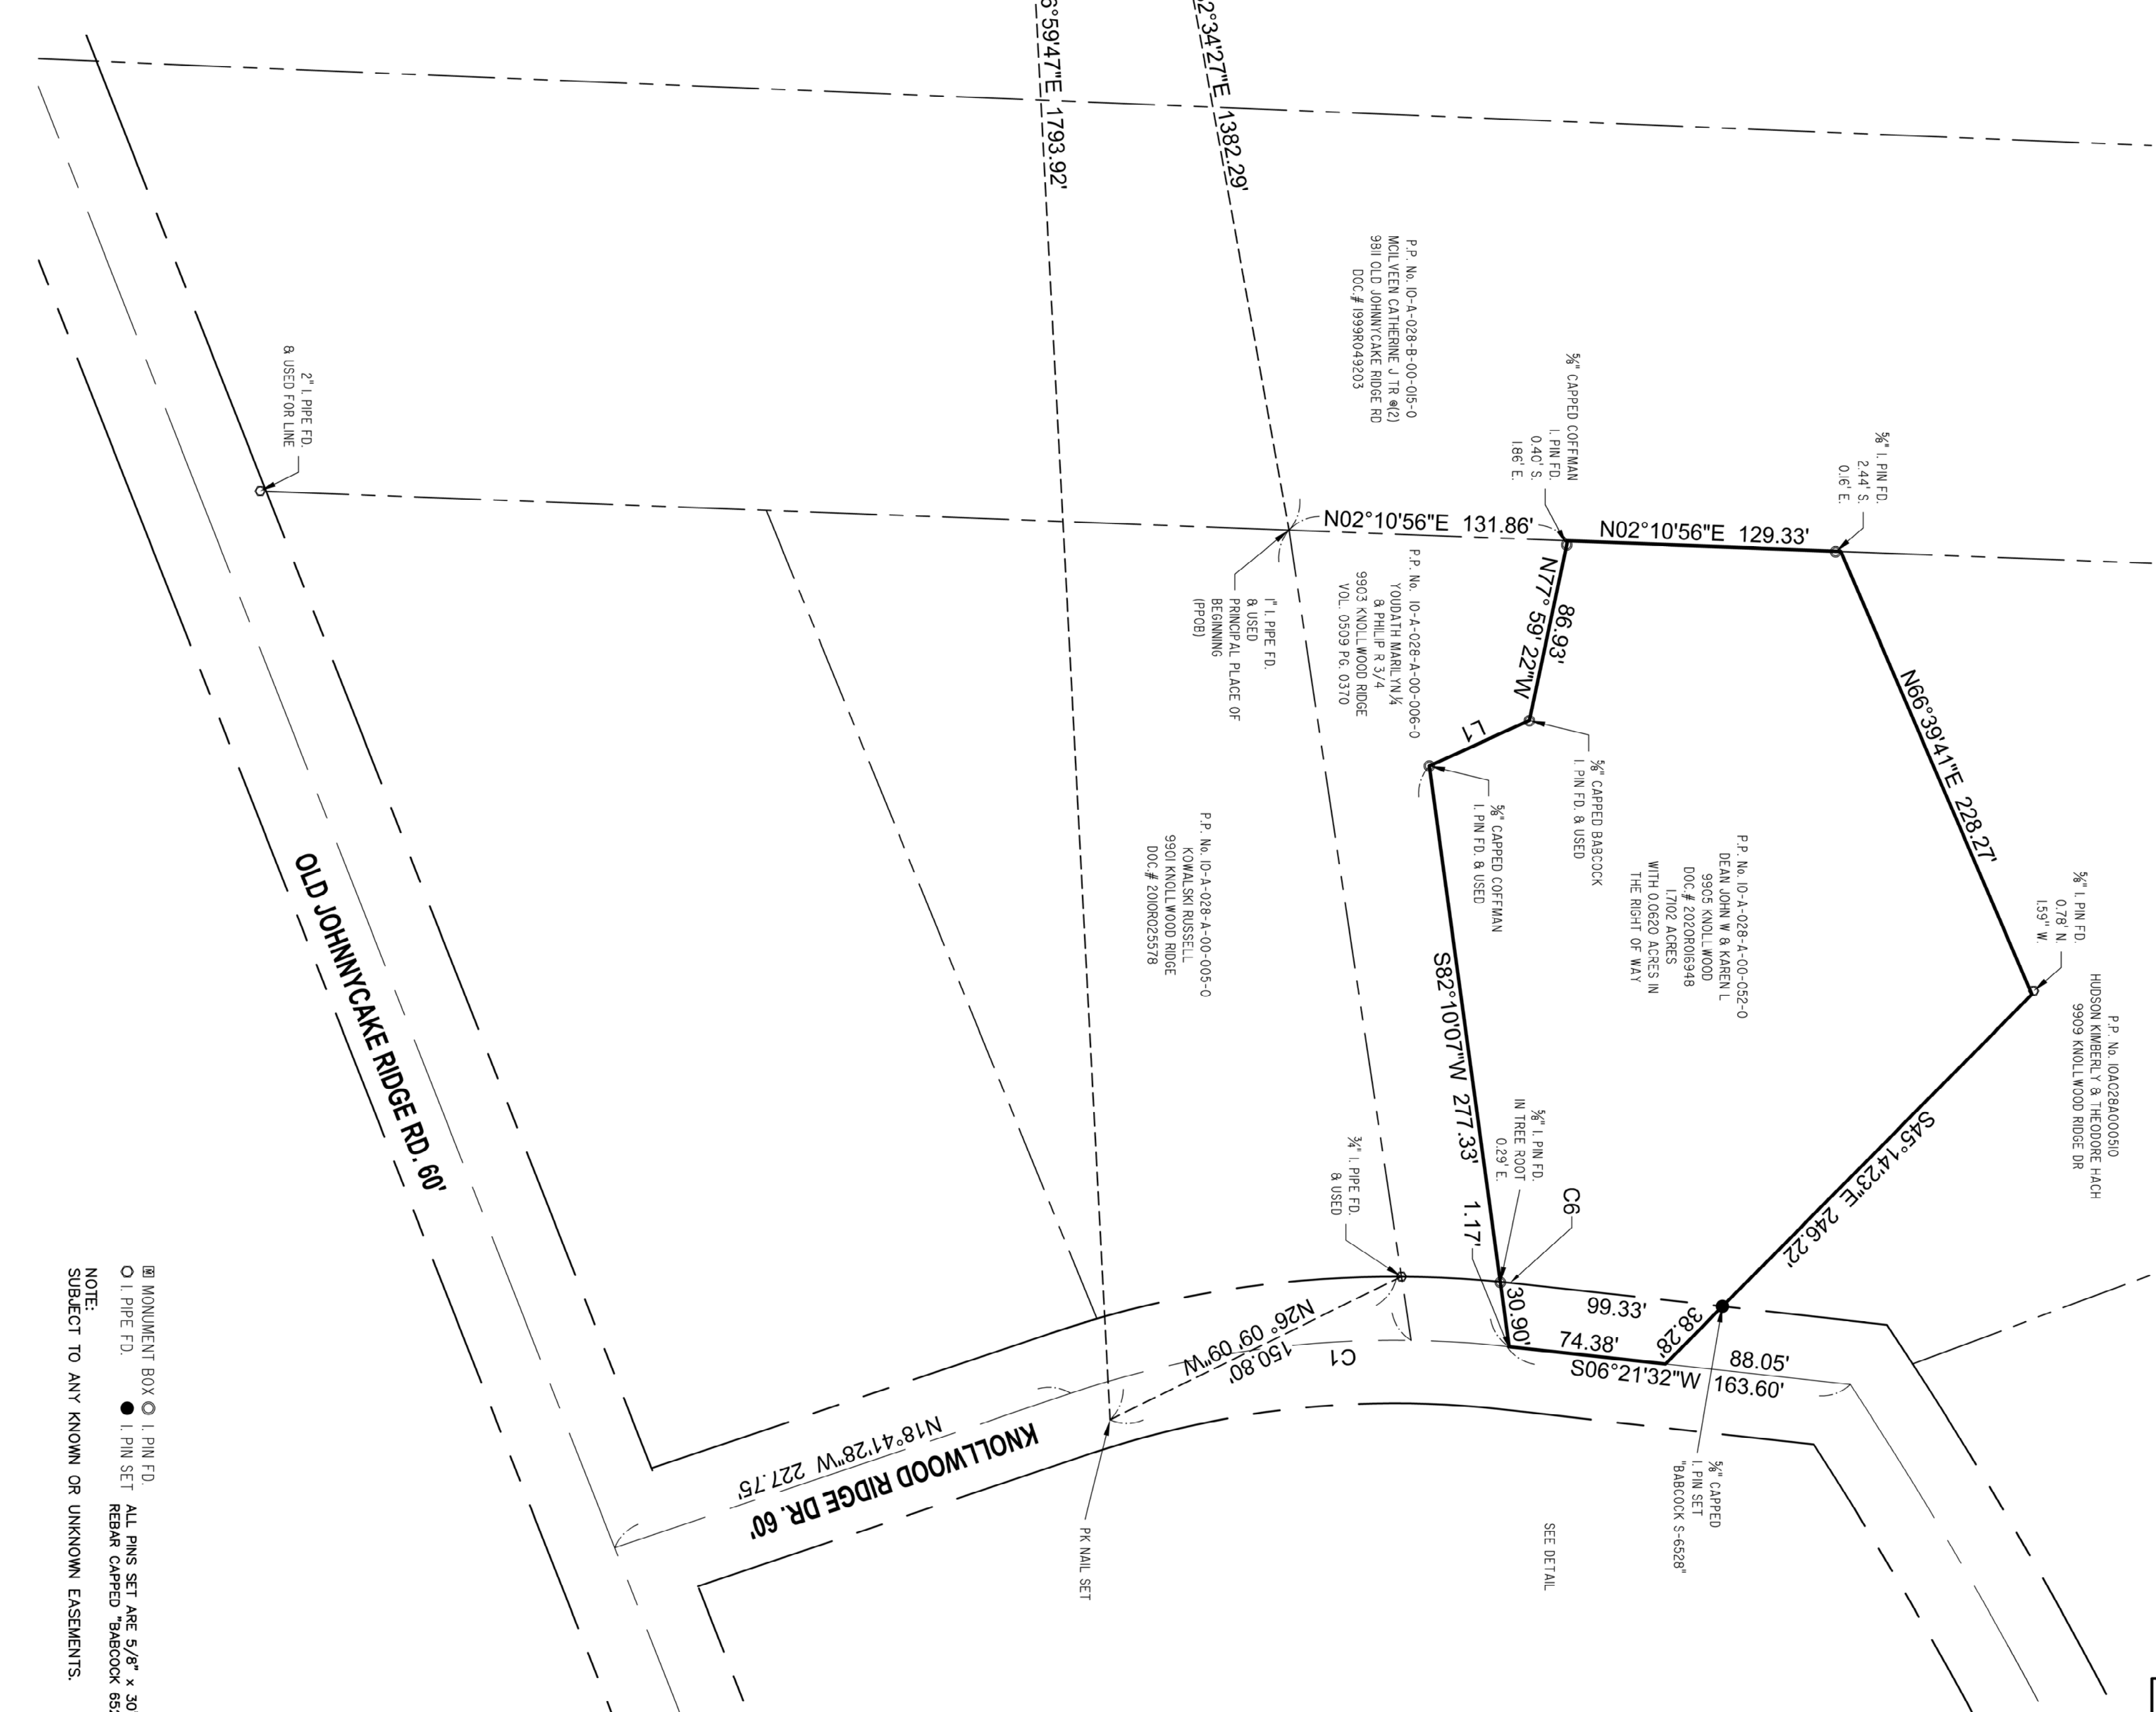 6°59'47"E 1793.92'
2°34'27"E 1382.29'
P.P. No. 10-A-028-B-00-015-0
MCILVEEN CATHERINE J TR @(2)
9811 OLD JOHNNYCAKE RIDGE RD
DOC.# 1999R049203
5/8" CAPPED COFFMAN
I. PIN FD.
0.40' S.
1.86' E.
5/8" I. PIN FD.
2.44' S.
0.16' E.
2" I. PIPE FD.
& USED FOR LINE
N02°10'56"E 131.86'
N02°10'56"E 129.33'
N77° 59' 22"W
86.93'
L1
N66°39'41"E 228.27'
P.P. No. 10-A-028-A-00-006-0
YOUDATH MARILYN 1/4
& PHILIP R 3/4
9903 KNOLLWOOD RIDGE
VOL. 0509 PG. 0370
1" I. PIPE FD.
& USED
PRINCIPAL PLACE OF
BEGINNING
(PPOB)
5/8" CAPPED BABCOCK
I. PIN FD. & USED
5/8" CAPPED COFFMAN
I. PIN FD. & USED
P.P. No. 10-A-028-A-00-052-0
DEAN JOHN W & KAREN L
9905 KNOLLWOOD
DOC.# 2020R016948
1.7102 ACRES
WITH 0.0620 ACRES IN
THE RIGHT OF WAY
5/8" I. PIN FD.
0.78' N.
1.59' W.
P.P. No. 10A028A000510
HUDSON KIMBERLY & THEODORE HACH
9909 KNOLLWOOD RIDGE DR
P.P. No. 10-A-028-A-00-005-0
KOWALSKI RUSSELL
9901 KNOLLWOOD RIDGE
DOC.# 2010R025578
S82°10'07"W 277.33'
S45°14'23"E 246.22'
5/8" I. PIN FD.
IN TREE ROOT
0.29' E.
C6
1.17'
3/4" I. PIPE FD.
& USED
30.90'
99.33'
74.38'
38.28'
88.05'
S06°21'32"W 163.60'
N26° 09' 09"W
150.80'
C1
N18°41'28"W 227.75'
KNOLLWOOD RIDGE DR. 60'
OLD JOHNNYCAKE RIDGE RD. 60'
PK NAIL SET
5/8" CAPPED
I. PIN SET
"BABCOCK S-6528"
SEE DETAIL
M MONUMENT BOX I. PIN FD.
I. PIPE FD. I. PIN SET
ALL PINS SET ARE 5/8" x 30
REBAR CAPPED "BABCOCK 65
NOTE:
SUBJECT TO ANY KNOWN OR UNKNOWN EASEMENTS.